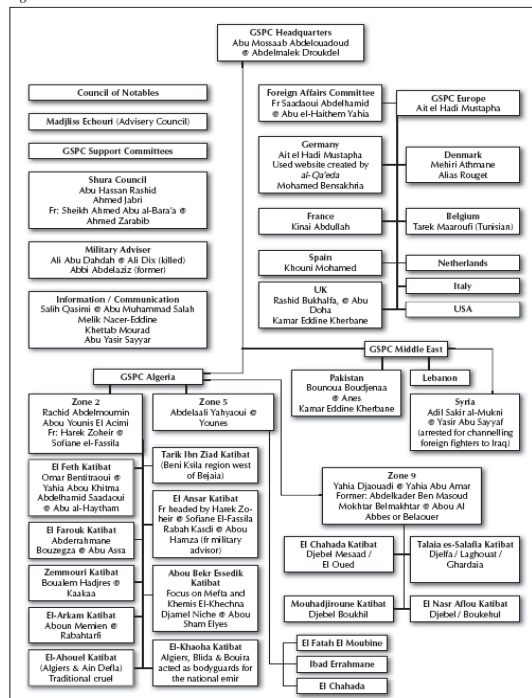 GSPC Headquarters
Abu Mossaab Abdelouadoud
@ Abdelmalek Droukdel
Council of Notables
Madjliss Echouri (Advisery Council)
GSPC Support Committees
Shura Council
Abu Hassan Rashid
Ahmed Jabri
Fr: Sheikh Ahmed Abu al-Bara'a @
Ahmed Zarabib
Military Adviser
Ali Abu Dahdah @ Ali Dix (killed)
Abbi Abdelaziz (former)
Information / Communication
Salih Qasimi @ Abu Muhammad Salah
Melik Nacer-Eddine
Khettab Mourad
Abu Yasir Sayyar
Foreign Affairs Committee
Fr Saadaoui Abdelhamid
@ Abu el-Haithem Yahia
GSPC Europe
Ait el Hadi Mustapha
Germany
Ait el Hadi Mustapha
Used website created by
al-Qa'eda
Mohamed Bensakhria
Denmark
Mehiri Athmane
Alias Rouget
France
Kinai Abdullah
Belgium
Tarek Maaroufi (Tunisian)
Spain
Khouni Mohamed
Netherlands
UK
Rashid Bukhalfa, @ Abu
Doha
Kamar Eddine Kherbane
Italy
USA
GSPC Middle East
Pakistan
Bounoua Boudjenaa
@ Anes
Kamar Eddine Kherbane
Lebanon
Syria
Adil Sakir al-Mukni
@ Yasir Abu Sayyaf
(arrested for channelling
foreign fighters to Iraq)
GSPC Algeria
Zone 2
Rachid Abdelmoumin
Abou Younis El Acimi
Fr: Harek Zoheir @
Sofiane el-Fassila
Zone 5
Abdelaali Yahyaoui @
Younes
El Feth Katibat
Omar Bentitraoui @
Yahia Abou Khitma
Abdelhamid Saadaoui
@ Abu al-Haytham
El Farouk Katibat
Abderrahmane
Bouzegza @ Abu Assa
Zemmouri Katibat
Boualem Hadjres @
Kaakaa
El-Arkam Katibat
Aboun Memien @
Rabahtarfi
El-Ahouel Katibat
(Algiers & Ain Defla)
Traditional cruel
Tarik Ibn Ziad Katibat
(Beni Ksila region west
of Bejaia)
El Ansar Katibat
Fr headed by Harek Zo-
heir @ Sofiane El-Fassila
Rabah Kasdi @ Abou
Hamza (fr military
advisor)
Abou Bekr Essedik
Katibat
Focus on Mefta and
Khemis El-Khechna
Djamel Niche @ Abou
Sham Elyes
El-Khaoha Katibat
Algiers, Blida & Bouira
acted as bodyguards for
the national emir
Zone 9
Yahia Djaouadi @ Yahia Abu Amar
Former: Abdelkader Ben Masoud
Mokhtar Belmakhtar @ Abou Al
Abbes or Belaouer
El Chahada Katibat
Djebel Mesaad /
El Oued
Talaia es-Salafia Katibat
Djelfa / Laghouat /
Ghardaia
Mouhadjiroune Katibat
Djebel Boukhil
El Nasr Aflou Katibat
Djebel / Boukehul
El Fatah El Moubine
Ibad Errahmane
El Chahada